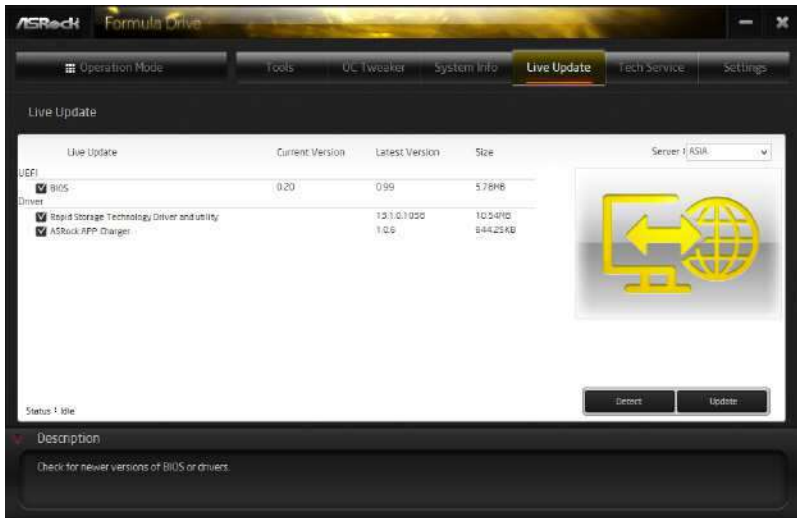 ASRock Formula Drive
Operation Mode Tools OC Tweaker System Info Live Update Tech Service Settings
Live Update
Live Update Current Version Latest Version Size Server : ASIA
UEFI
BIOS 0.20 0.99 5.78MB
Driver
Rapid Storage Technology Driver and utility 13.1.0.1058 10.54MB
ASRock APP Charger 1.0.6 844.25KB
Status : Idle
Detect Update
Description
Check for newer versions of BIOS or drivers.